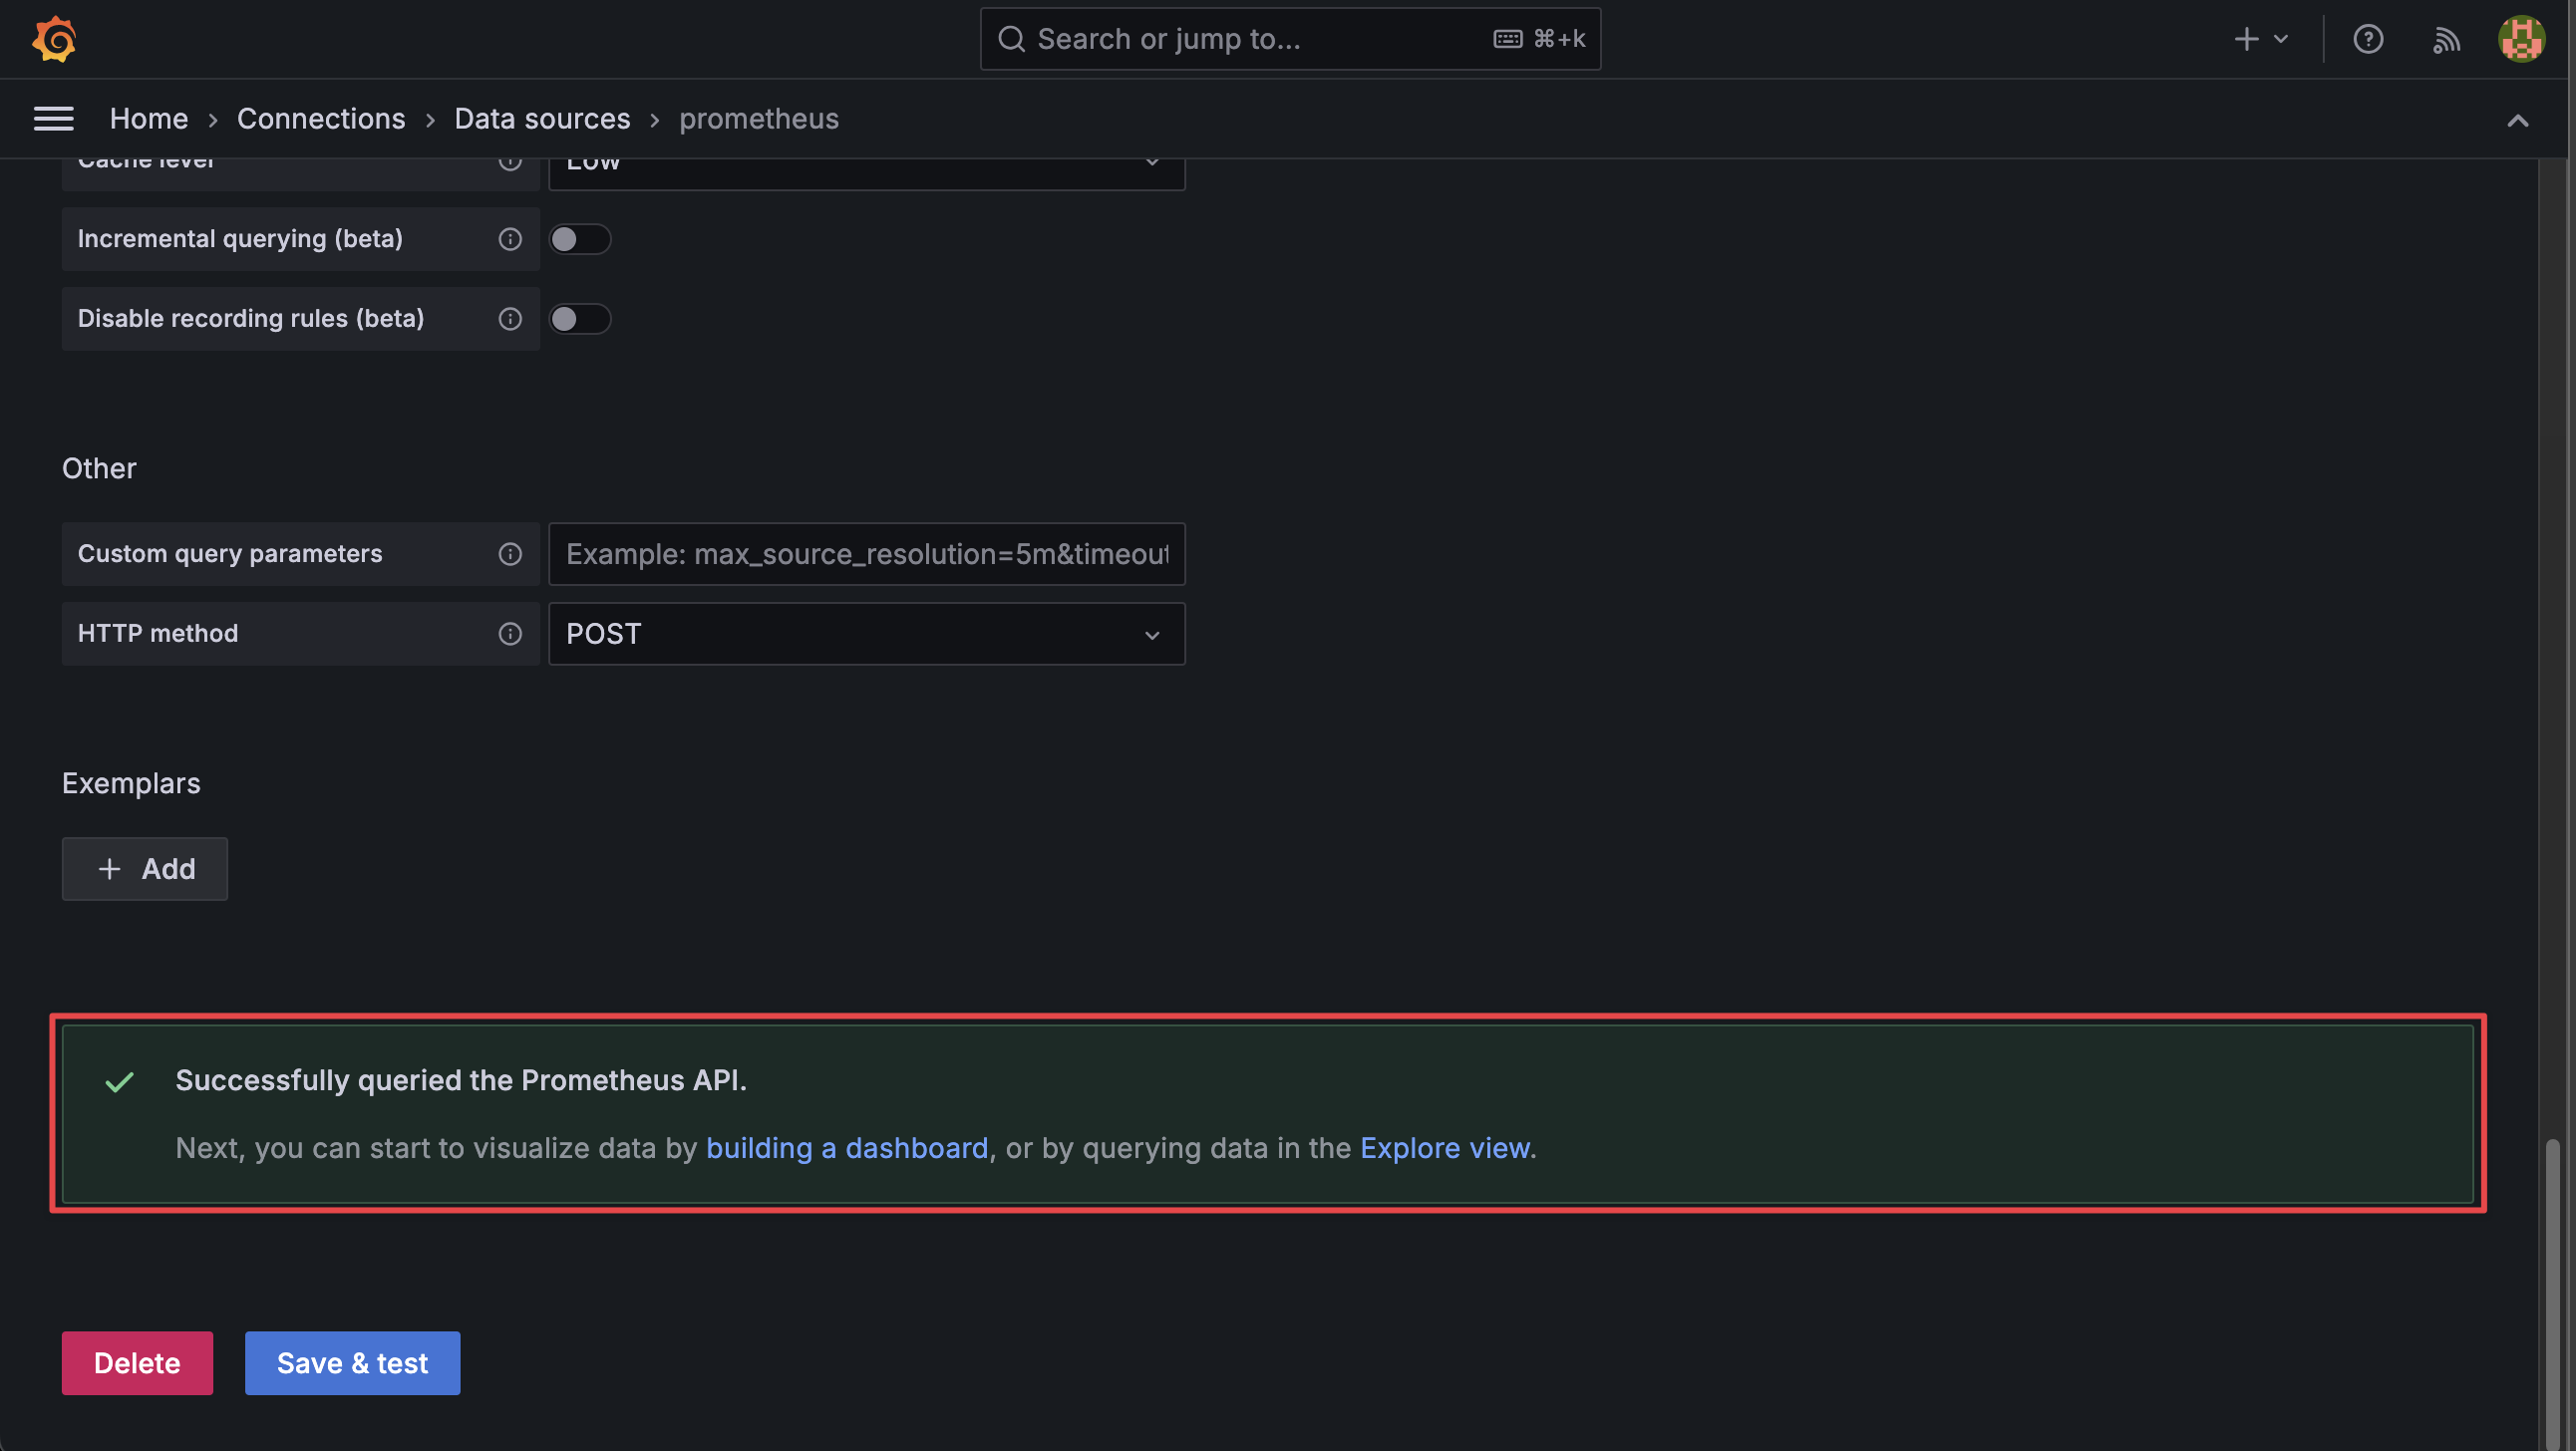 Search or jump to...
⌘+k
Home › Connections › Data sources › prometheus
Cache level
Low
Incremental querying (beta)
Disable recording rules (beta)
Other
Custom query parameters
Example: max_source_resolution=5m&timeout
HTTP method
POST
Exemplars
+ Add
Successfully queried the Prometheus API.
Next, you can start to visualize data by building a dashboard, or by querying data in the Explore view.
Delete
Save & test